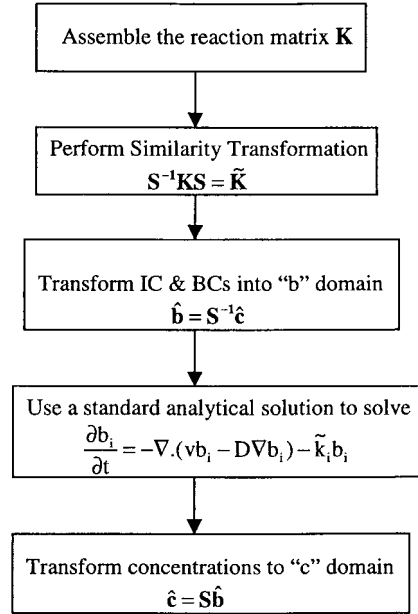 Assemble the reaction matrix K
Perform Similarity Transformation
S⁻¹KS = K̃
Transform IC & BCs into “b” domain
b̂ = S⁻¹ĉ
Use a standard analytical solution to solve
∂bᵢ/∂t = −∇.(vbᵢ − D∇bᵢ) − k̃ᵢbᵢ
Transform concentrations to “c” domain
ĉ = Sb̂